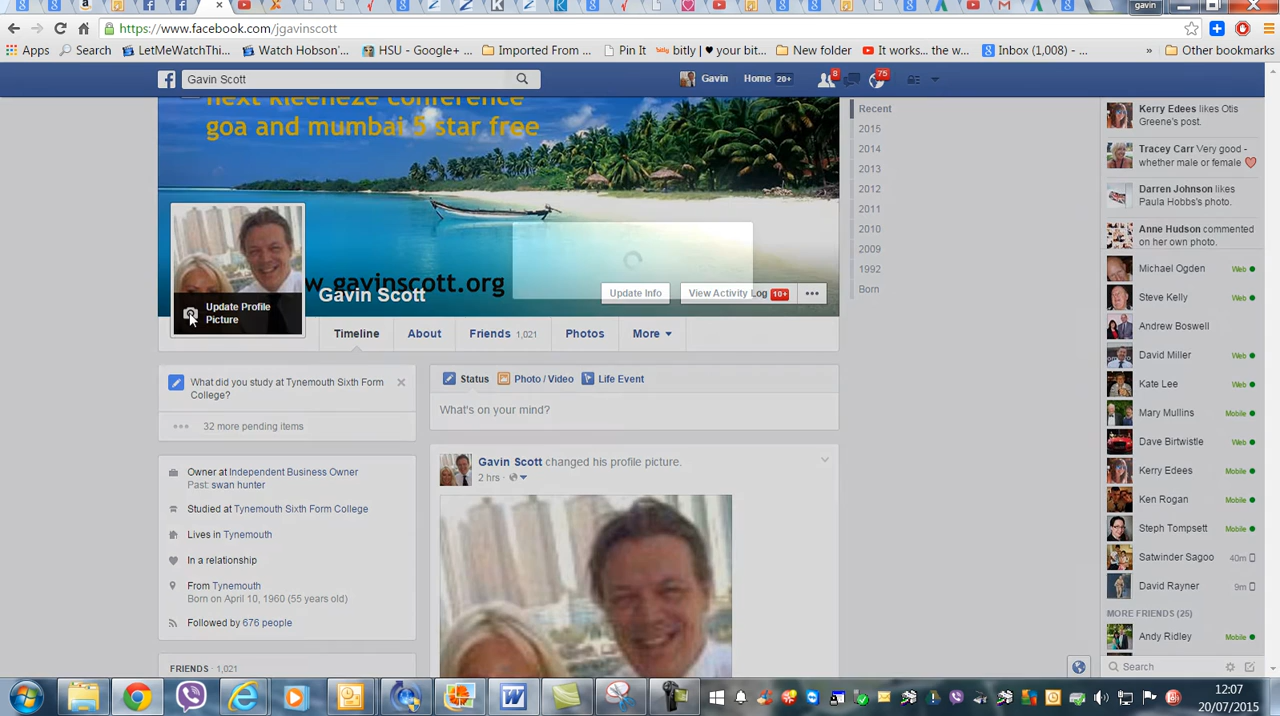 gavin
https://www.facebook.com/jgavinscott
Apps
Search
LetMeWatchThi...
Watch Hobson'...
HSU - Google+ ...
Imported From ...
Pin It
bitly | ♥ your bit...
New folder
It works... the w...
Inbox (1,008) - ...
»
Other bookmarks
Gavin Scott
Gavin
Home 20+
8
75
next kleeneze conference
goa and mumbai 5 star free
w.gavinscott.org
Update Profile
Picture
Gavin Scott
Update Info
View Activity Log 10+
Timeline
About
Friends 1,021
Photos
More
What did you study at Tynemouth Sixth Form
College?
32 more pending items
Owner at Independent Business Owner
Past: swan hunter
Studied at Tynemouth Sixth Form College
Lives in Tynemouth
In a relationship
From Tynemouth
Born on April 10, 1960 (55 years old)
Followed by 676 people
FRIENDS · 1,021
Status
Photo / Video
Life Event
What's on your mind?
Gavin Scott changed his profile picture.
2 hrs ·
Recent
2015
2014
2013
2012
2011
2010
2009
1992
Born
Kerry Edees likes Otis
Greene's post.
Tracey Carr Very good -
whether male or female
Darren Johnson likes
Paula Hobbs's photo.
Anne Hudson commented
on her own photo.
Michael Ogden Web
Steve Kelly Web
Andrew Boswell
David Miller Web
Kate Lee Web
Mary Mullins Mobile
Dave Birtwistle Web
Kerry Edees Mobile
Ken Rogan Mobile
Steph Tompsett Mobile
Satwinder Sagoo 40m
David Rayner 9m
MORE FRIENDS (25)
Andy Ridley Mobile
Search
12:07
20/07/2015